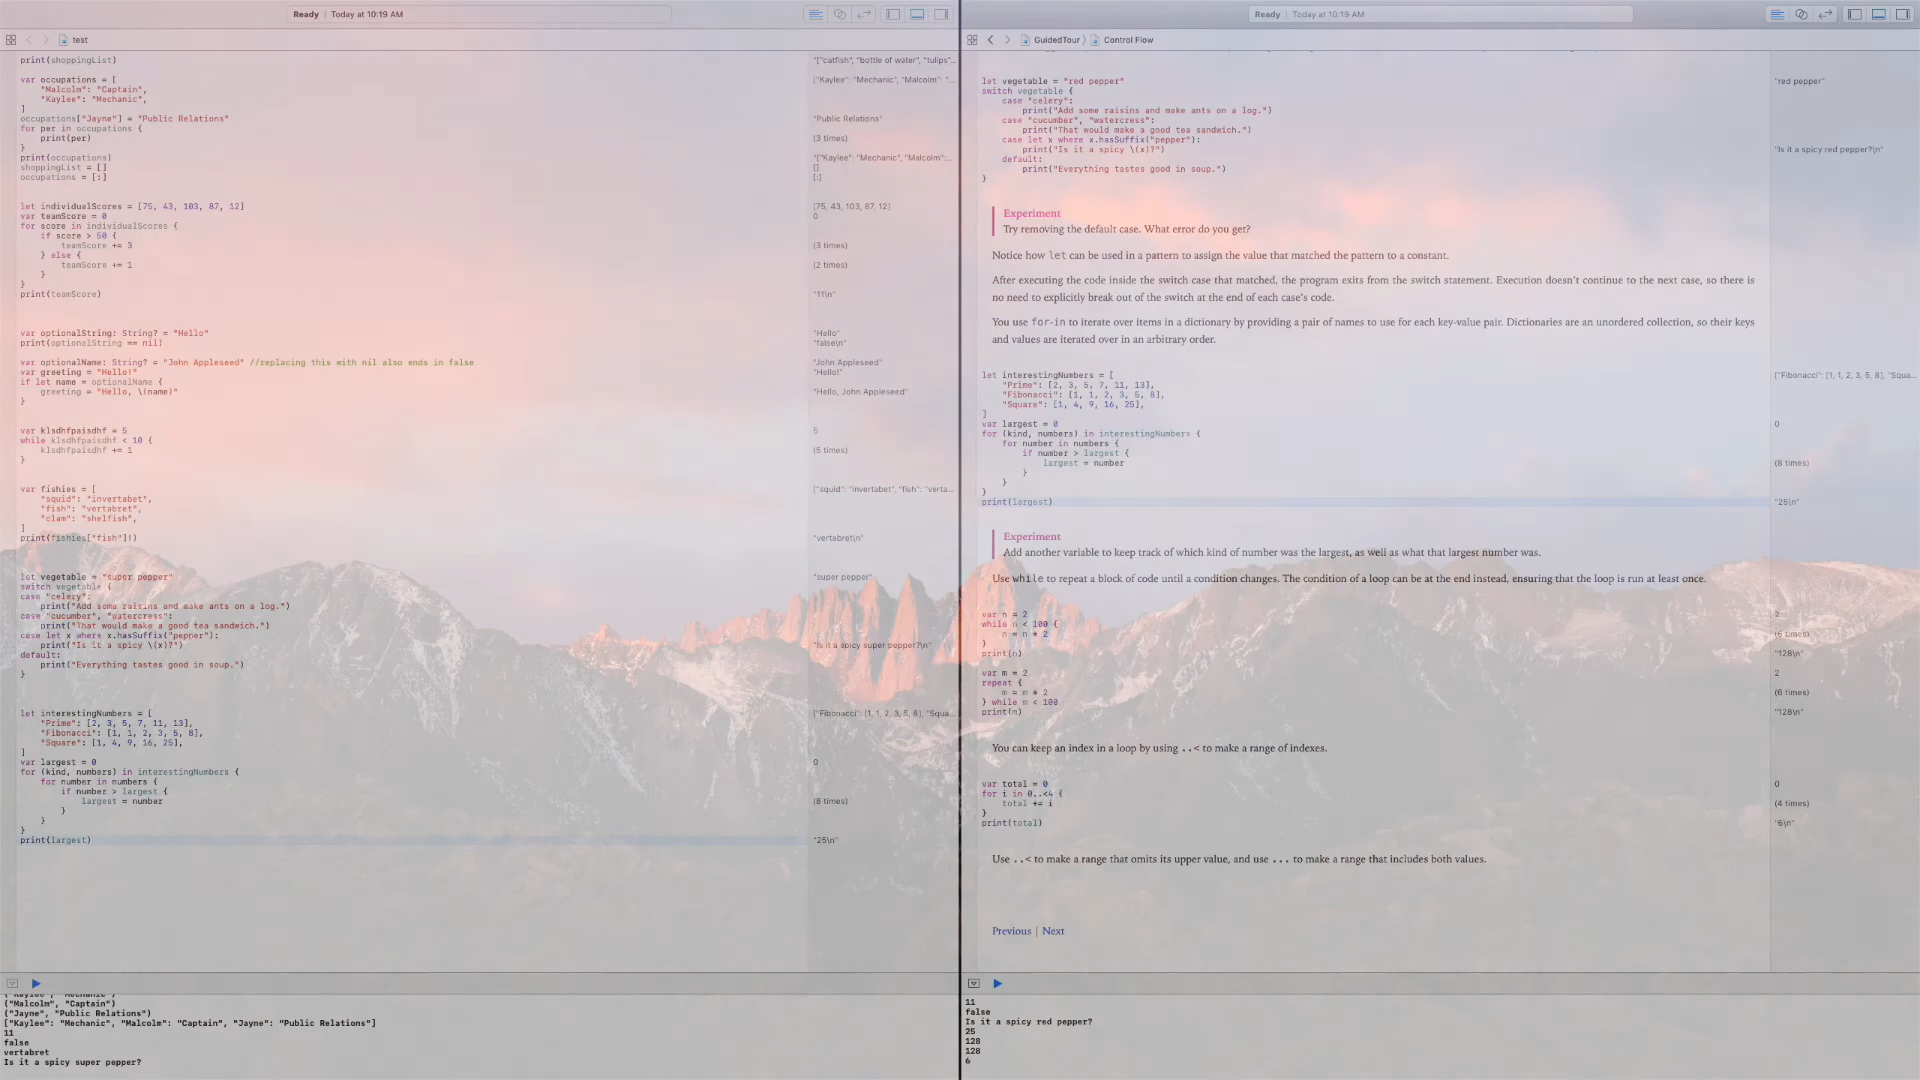 Ready | Today at 10:19 AM
test
print(shoppingList)
"["catfish", "bottle of water", "tulips"...
var occupations = [
["Kaylee": "Mechanic", "Malcolm": "...
"Malcolm": "Captain",
"Kaylee": "Mechanic",
]
occupations["Jayne"] = "Public Relations"
"Public Relations"
for per in occupations {
print(per)
(3 times)
}
print(occupations)
"["Kaylee": "Mechanic", "Malcolm":...
shoppingList = []
[]
occupations = [:]
[:]
let individualScores = [75, 43, 103, 87, 12]
[75, 43, 103, 87, 12]
var teamScore = 0
0
for score in individualScores {
if score > 50 {
teamScore += 3
(3 times)
} else {
teamScore += 1
(2 times)
}
}
print(teamScore)
"11\n"
var optionalString: String? = "Hello"
"Hello"
print(optionalString == nil)
"false\n"
var optionalName: String? = "John Appleseed" //replacing this with nil also ends in false
"John Appleseed"
var greeting = "Hello!"
"Hello!"
if let name = optionalName {
greeting = "Hello, \(name)"
"Hello, John Appleseed"
}
var klsdhfpaisdhf = 5
5
while klsdhfpaisdhf < 10 {
klsdhfpaisdhf += 1
(5 times)
}
var fishies = [
["squid": "invertabet", "fish": "verta...
"squid": "invertabet",
"fish": "vertabret",
"clam": "shelfish",
]
print(fishies["fish"]!)
"vertabret\n"
let vegetable = "super pepper"
"super pepper"
switch vegetable {
case "celery":
print("Add some raisins and make ants on a log.")
case "cucumber", "watercress":
print("That would make a good tea sandwich.")
case let x where x.hasSuffix("pepper"):
print("Is it a spicy \(x)?")
"Is it a spicy super pepper?\n"
default:
print("Everything tastes good in soup.")
}
let interestingNumbers = [
["Fibonacci": [1, 1, 2, 3, 5, 8], "Squa...
"Prime": [2, 3, 5, 7, 11, 13],
"Fibonacci": [1, 1, 2, 3, 5, 8],
"Square": [1, 4, 9, 16, 25],
]
var largest = 0
0
for (kind, numbers) in interestingNumbers {
for number in numbers {
if number > largest {
largest = number
(8 times)
}
}
}
print(largest)
"25\n"
("Malcolm", "Captain")
("Jayne", "Public Relations")
["Kaylee": "Mechanic", "Malcolm": "Captain", "Jayne": "Public Relations"]
11
false
vertabret
Is it a spicy super pepper?
Ready | Today at 10:19 AM
GuidedTour
Control Flow
let vegetable = "red pepper"
"red pepper"
switch vegetable {
case "celery":
print("Add some raisins and make ants on a log.")
case "cucumber", "watercress":
print("That would make a good tea sandwich.")
case let x where x.hasSuffix("pepper"):
print("Is it a spicy \(x)?")
"Is it a spicy red pepper?\n"
default:
print("Everything tastes good in soup.")
}
Experiment
Try removing the default case. What error do you get?
Notice how let can be used in a pattern to assign the value that matched the pattern to a constant.
After executing the code inside the switch case that matched, the program exits from the switch statement. Execution doesn't continue to the next case, so there is
no need to explicitly break out of the switch at the end of each case's code.
You use for-in to iterate over items in a dictionary by providing a pair of names to use for each key-value pair. Dictionaries are an unordered collection, so their keys
and values are iterated over in an arbitrary order.
let interestingNumbers = [
["Fibonacci": [1, 1, 2, 3, 5, 8], "Squa...
"Prime": [2, 3, 5, 7, 11, 13],
"Fibonacci": [1, 1, 2, 3, 5, 8],
"Square": [1, 4, 9, 16, 25],
]
var largest = 0
0
for (kind, numbers) in interestingNumbers {
for number in numbers {
if number > largest {
largest = number
(8 times)
}
}
}
print(largest)
"25\n"
Experiment
Add another variable to keep track of which kind of number was the largest, as well as what that largest number was.
Use while to repeat a block of code until a condition changes. The condition of a loop can be at the end instead, ensuring that the loop is run at least once.
var n = 2
2
while n < 100 {
n = n * 2
(6 times)
}
print(n)
"128\n"
var m = 2
2
repeat {
m = m * 2
(6 times)
} while m < 100
print(m)
"128\n"
You can keep an index in a loop by using ..< to make a range of indexes.
var total = 0
0
for i in 0..<4 {
total += i
(4 times)
}
print(total)
"6\n"
Use ..< to make a range that omits its upper value, and use ... to make a range that includes both values.
Previous | Next
11
false
Is it a spicy red pepper?
25
128
128
6